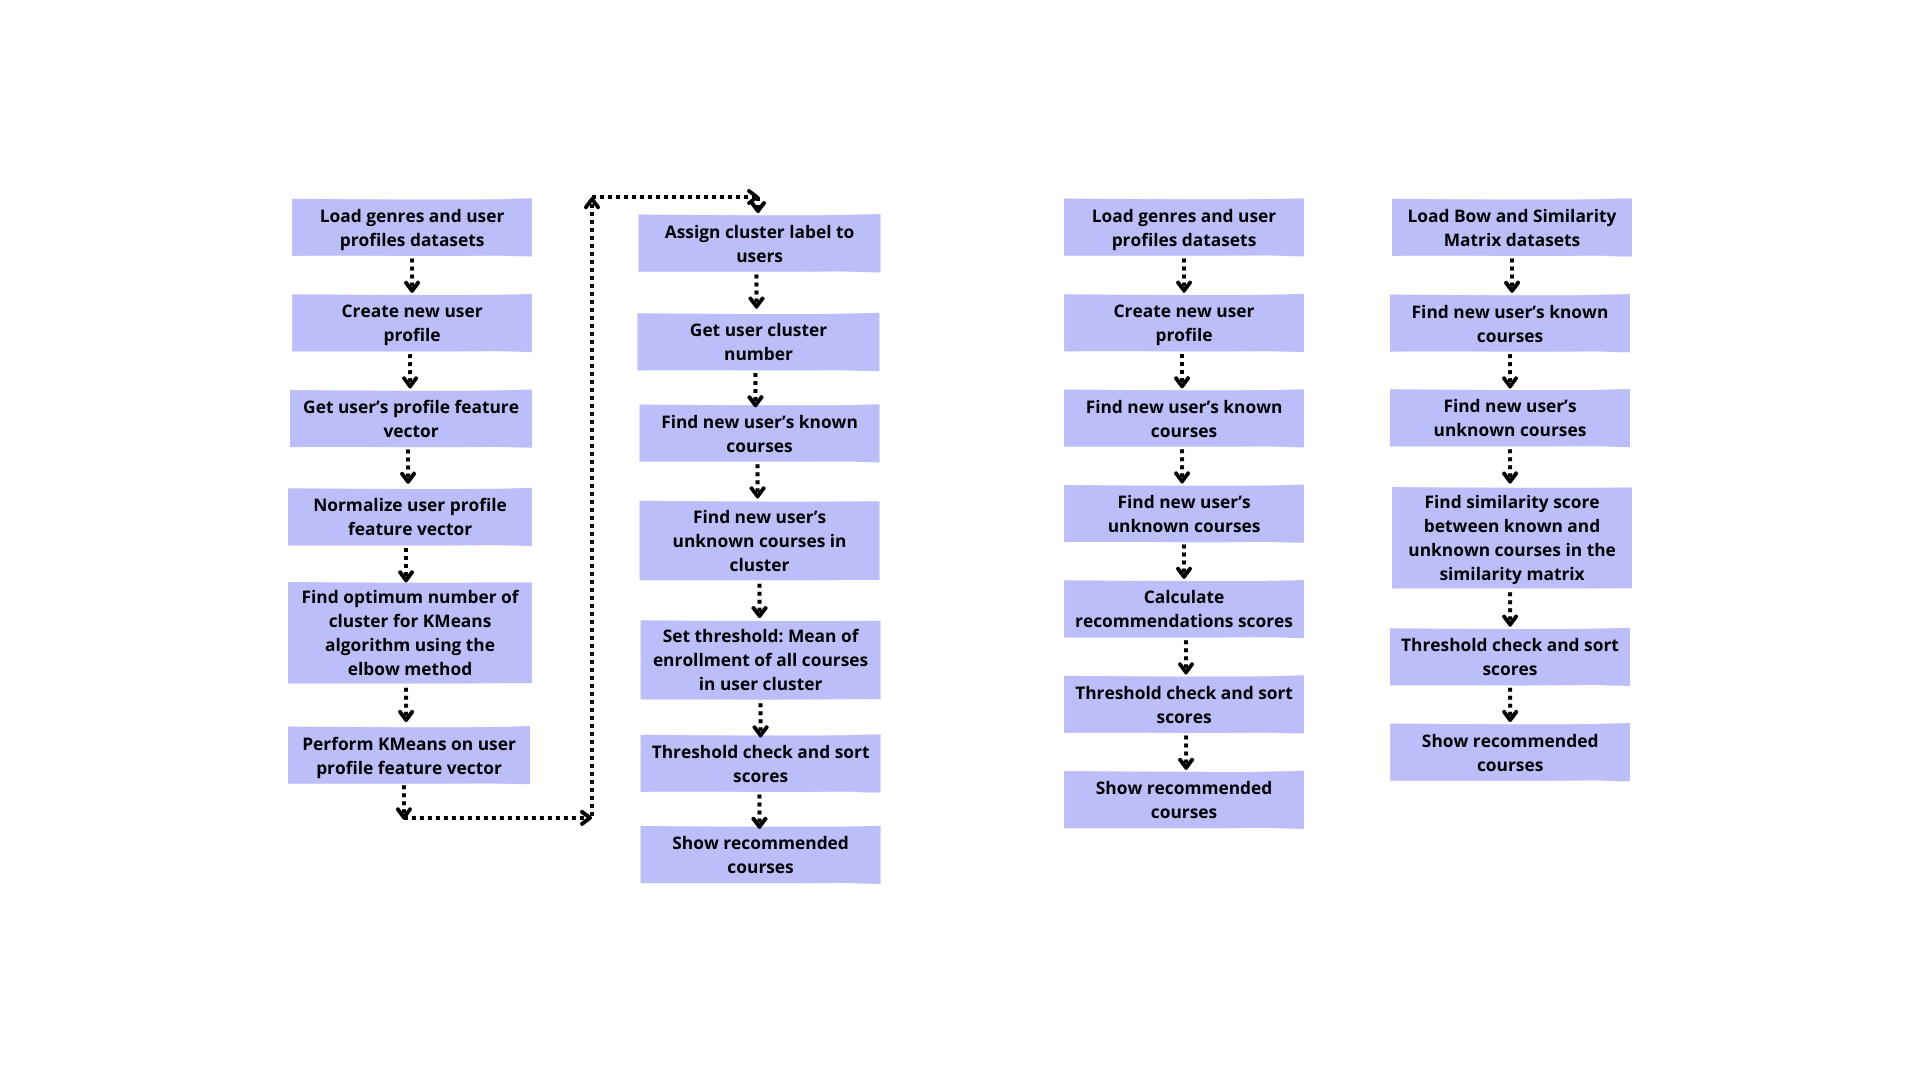 Load genres and user
profiles datasets
Create new user
profile
Get user’s profile feature
vector
Normalize user profile
feature vector
Find optimum number of
cluster for KMeans
algorithm using the
elbow method
Perform KMeans on user
profile feature vector
Assign cluster label to
users
Get user cluster
number
Find new user’s known
courses
Find new user’s
unknown courses in
cluster
Set threshold: Mean of
enrollment of all courses
in user cluster
Threshold check and sort
scores
Show recommended
courses
Load genres and user
profiles datasets
Create new user
profile
Find new user’s known
courses
Find new user’s
unknown courses
Calculate
recommendations scores
Threshold check and sort
scores
Show recommended
courses
Load Bow and Similarity
Matrix datasets
Find new user’s known
courses
Find new user’s
unknown courses
Find similarity score
between known and
unknown courses in the
similarity matrix
Threshold check and sort
scores
Show recommended
courses